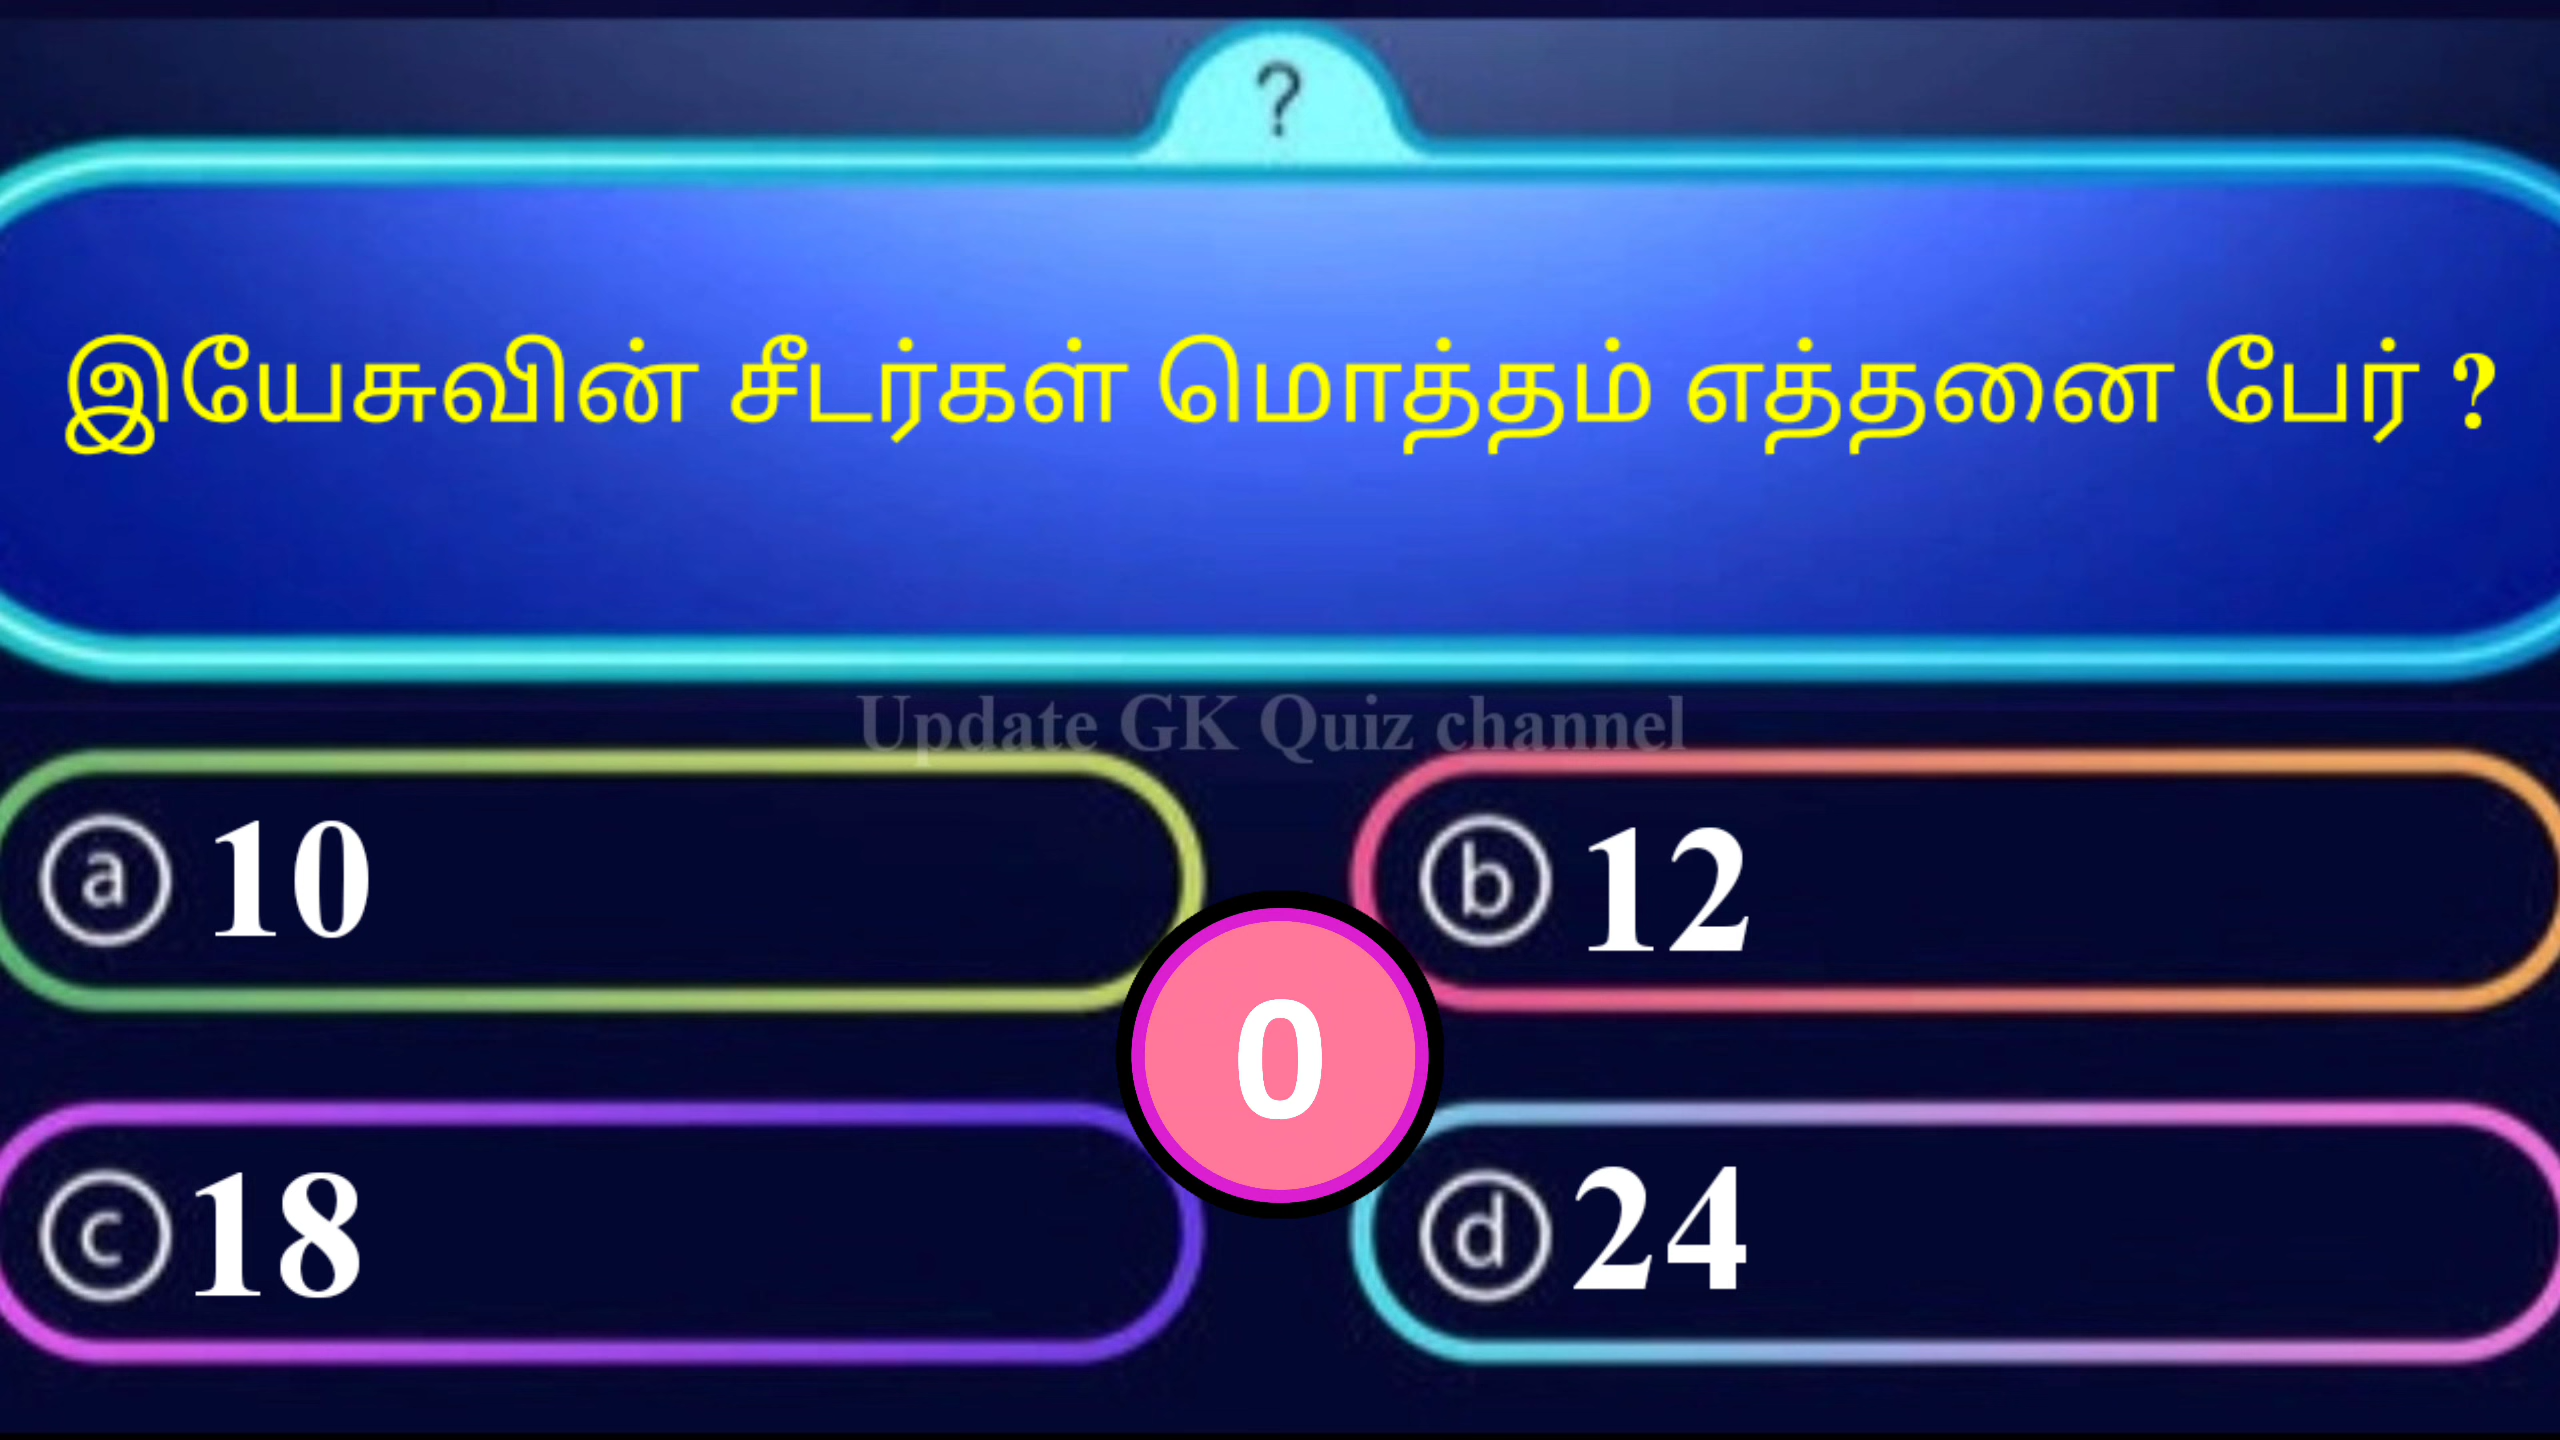 ?
இயேசுவின் சீடர்கள் மொத்தம் எத்தனை பேர் ?
Update GK Quiz channel
a 10
b 12
0
c 18
d 24